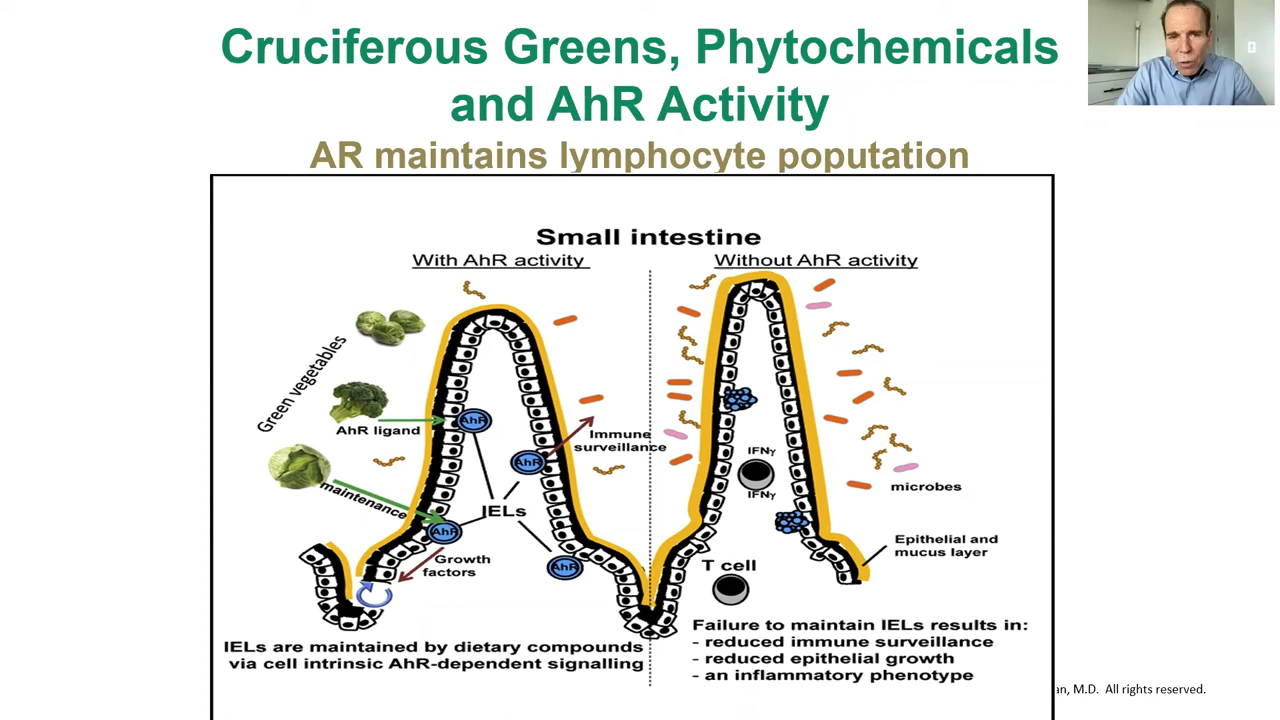 Cruciferous Greens, Phytochemicals
and AhR Activity
AR maintains lymphocyte poputation
Small intestine
With AhR activity
Without AhR activity
Green vegetables
AhR ligand
AhR
Immune
surveillance
AhR
maintenance
IELs
AhR
Growth
factors
AhR
IFNγ
IFNγ
microbes
Epithelial and
mucus layer
T cell
IELs are maintained by dietary compounds
via cell intrinsic AhR-dependent signalling
Failure to maintain IELs results in:
- reduced immune surveillance
- reduced epithelial growth
- an inflammatory phenotype
an, M.D. All rights reserved.